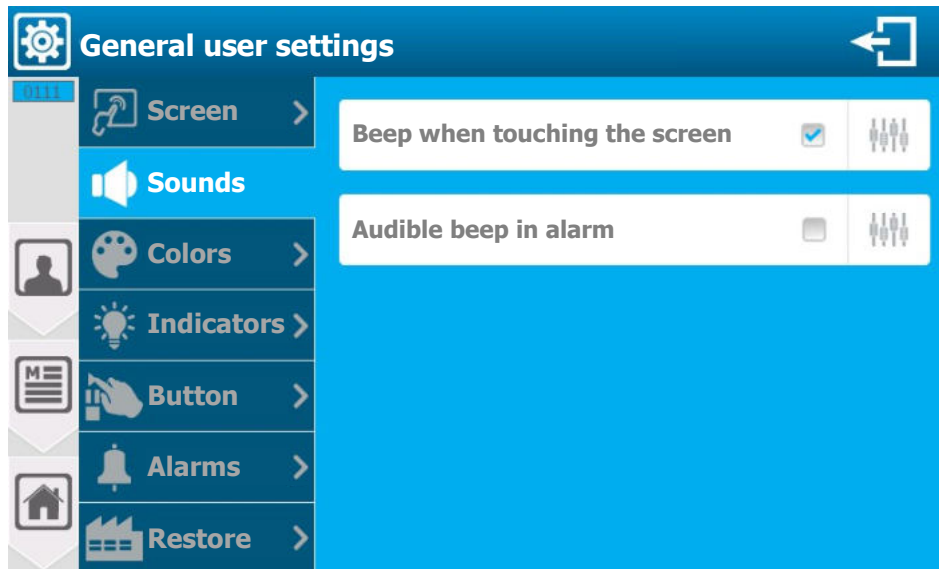 General user settings
0111
Screen
Sounds
Colors
Indicators
Button
Alarms
Restore
Beep when touching the screen
Audible beep in alarm
M